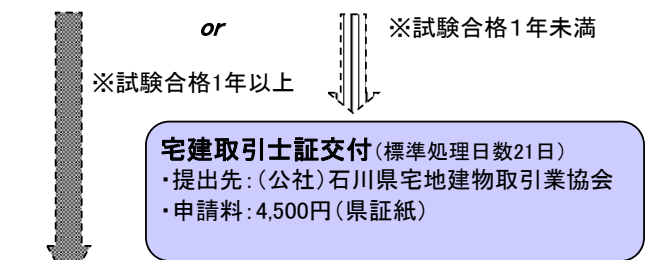 or
※試験合格１年未満
※試験合格1年以上
宅建取引士証交付(標準処理日数21日)
・提出先:(公社)石川県宅地建物取引業協会
・申請料:4,500円(県証紙)